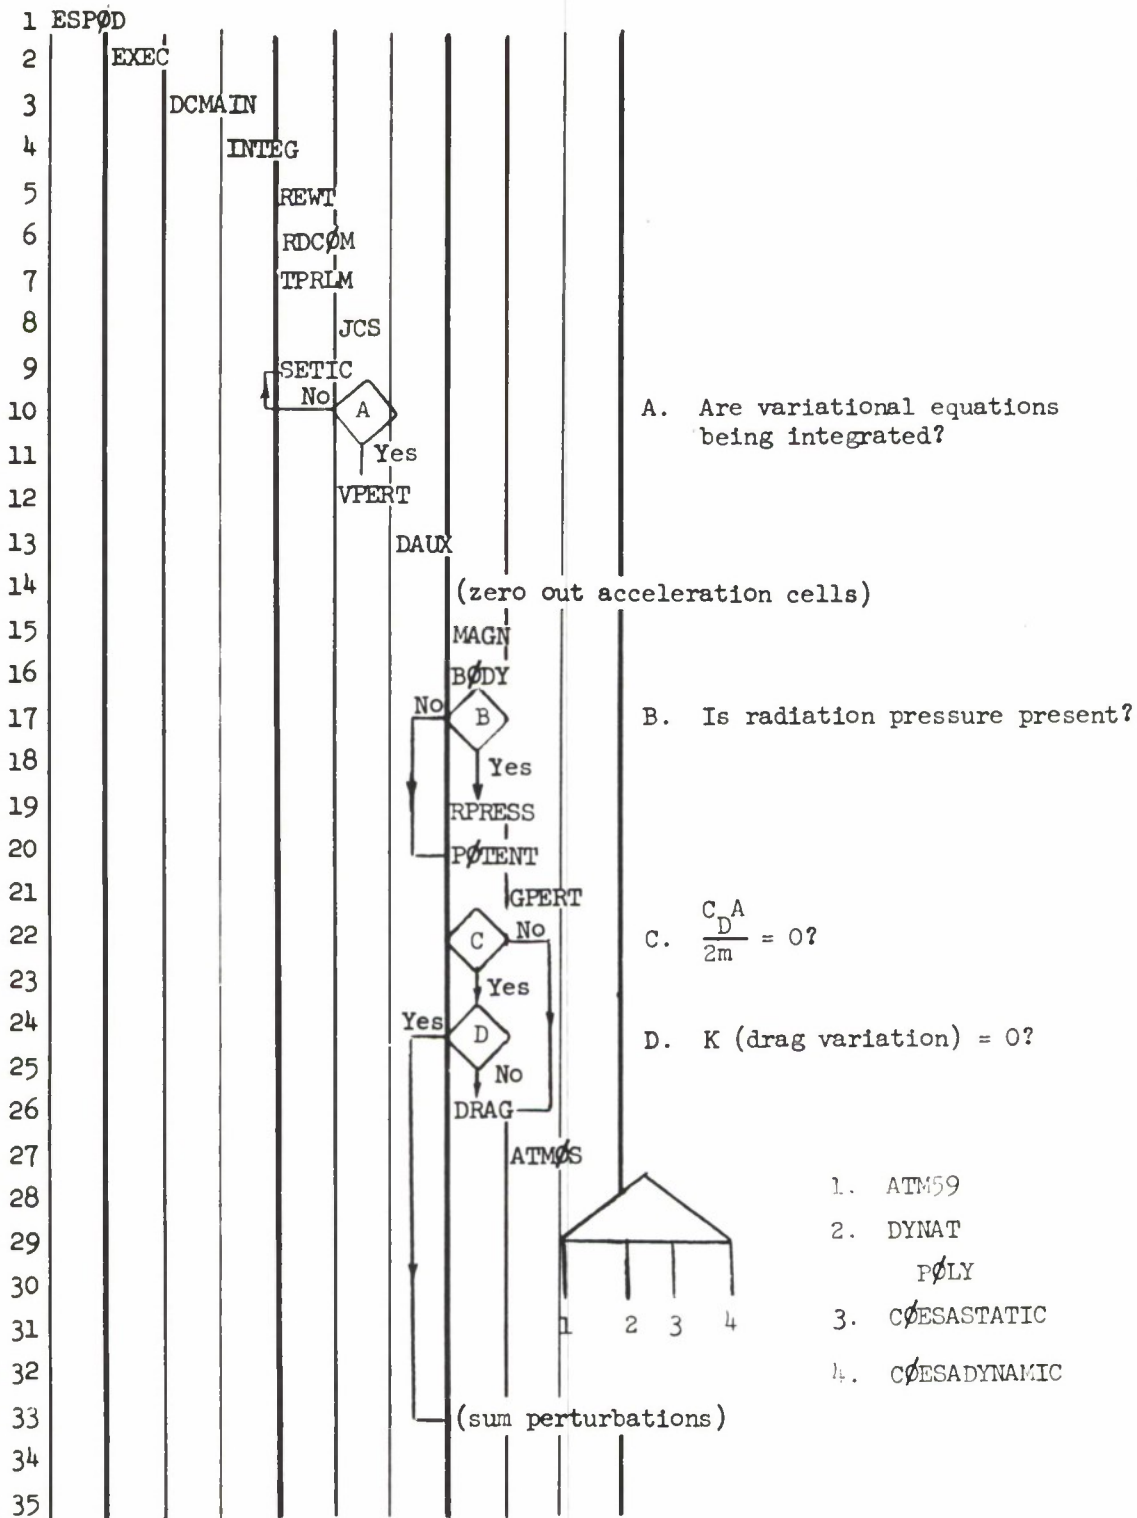 1 ESPØD
2 EXEC
3 DCMAIN
4 INTEG
5 REWT
6 RDCØM
7 TPRLM
8 JCS
9 SETIC
No
10 A A. Are variational equations
being integrated?
11 Yes
12 VPERT
13 DAUX
14 (zero out acceleration cells)
15 MAGN
16 BØDY
No
17 B B. Is radiation pressure present?
18 Yes
19 RPRESS
20 PØTENT
21 GPERT
22 C No C. C_D A / 2m = 0?
23 Yes
24 Yes D D. K (drag variation) = 0?
25 No
26 DRAG
27 ATMØS
28 1. ATM59
29 2. DYNAT
30 PØLY
31 1 2 3 4 3. CØESASTATIC
32 4. CØESADYNAMIC
33 (sum perturbations)
34
35